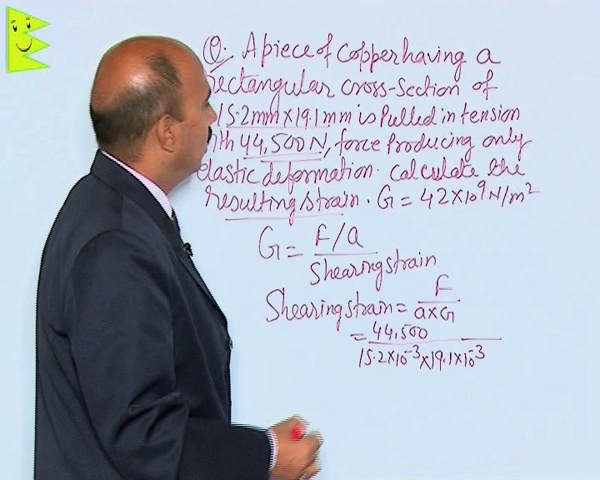 Q. A piece of Copper having a
rectangular cross-Section of
15.2mm X 19.1mm is Pulled in tension
44,500 N, force Producing only
elastic deformation. Calculate the
resulting strain. G = 42X10⁹ N/m²
G = F/a
Shearing strain
Shearing strain = F
a x G
= 44,500
15.2X10⁻³ X 19.1X10⁻³